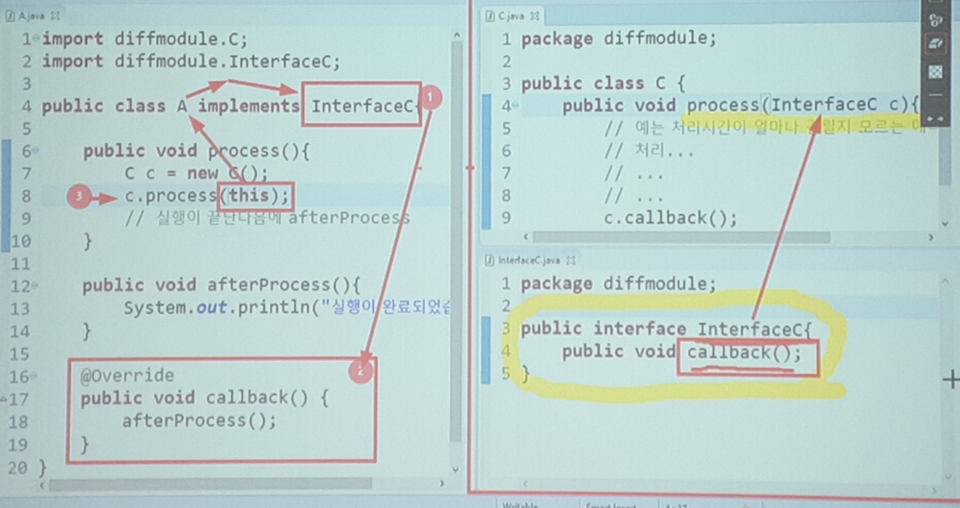 A.java
1 import diffmodule.C;
2 import diffmodule.InterfaceC;
3
4 public class A implements InterfaceC{
1
5
6 public void process(){
7 C c = new C();
3
8 c.process(this);
9 // 실행이 끝난다음에 afterProcess
10 }
11
12 public void afterProcess(){
13 System.out.println("실행이 완료되었습
14 }
15
2
16 @Override
17 public void callback() {
18 afterProcess();
19 }
20 }
C.java
1 package diffmodule;
2
3 public class C {
4 public void process(InterfaceC c){
5 // 예는 처리시간이 얼마나 모르는
6 // 처리...
7 // ...
8 // ...
9 c.callback();
InterfaceC.java
1 package diffmodule;
2
3 public interface InterfaceC{
4 public void callback();
5 }
Writable
Smart Insert